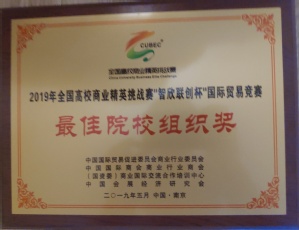 CUBEC
全国高校商业精英挑战赛
2019年全国高校商业精英挑战赛"智欣联创杯"国际贸易竞赛
最佳院校组织奖
中国国际贸易促进委员会商业行业委员会
中国国际商会商业行业商会
（国资委）商业国际交流合作培训中心
中国会展经济研究会
二〇一九年三月 中国·南京